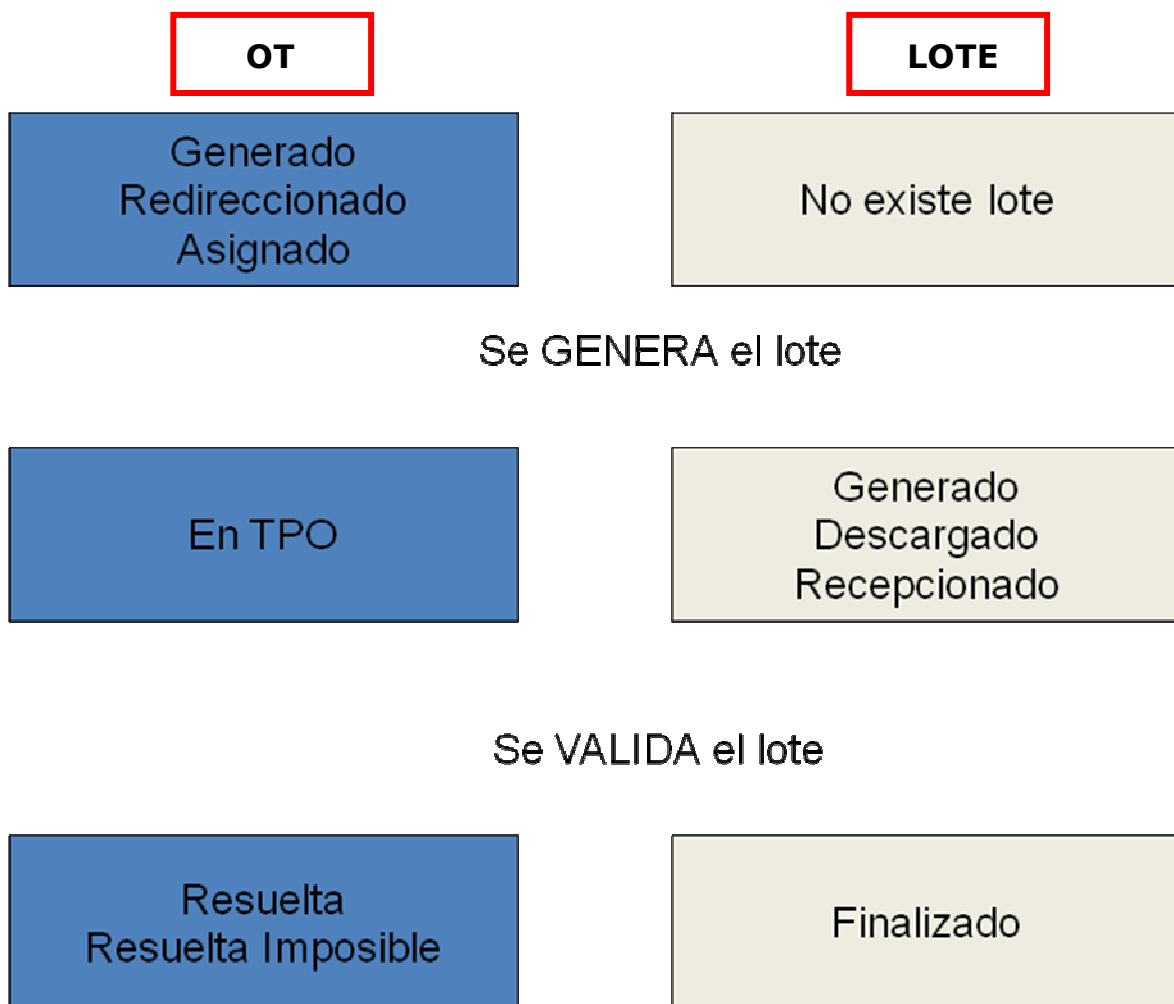 OT
LOTE
Generado
Redireccionado
Asignado
No existe lote
Se GENERA el lote
En TPO
Generado
Descargado
Recepcionado
Se VALIDA el lote
Resuelta
Resuelta Imposible
Finalizado